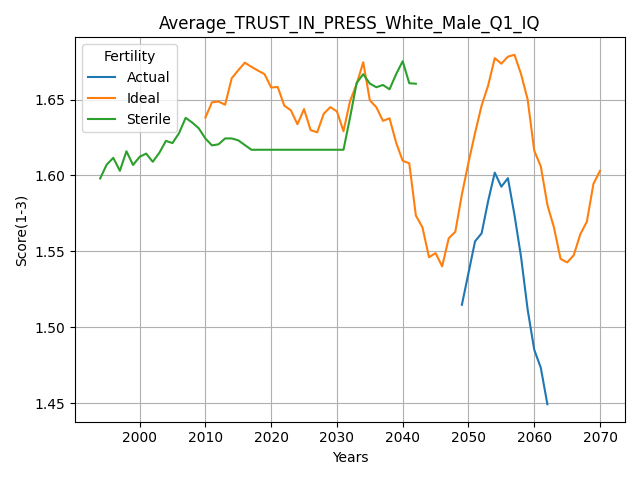 Average_TRUST_IN_PRESS_White_Male_Q1_IQ
Fertility
Actual
Ideal
Sterile
Score(1-3)
1.65
1.60
1.55
1.50
1.45
2000 2010 2020 2030 2040 2050 2060 2070
Years